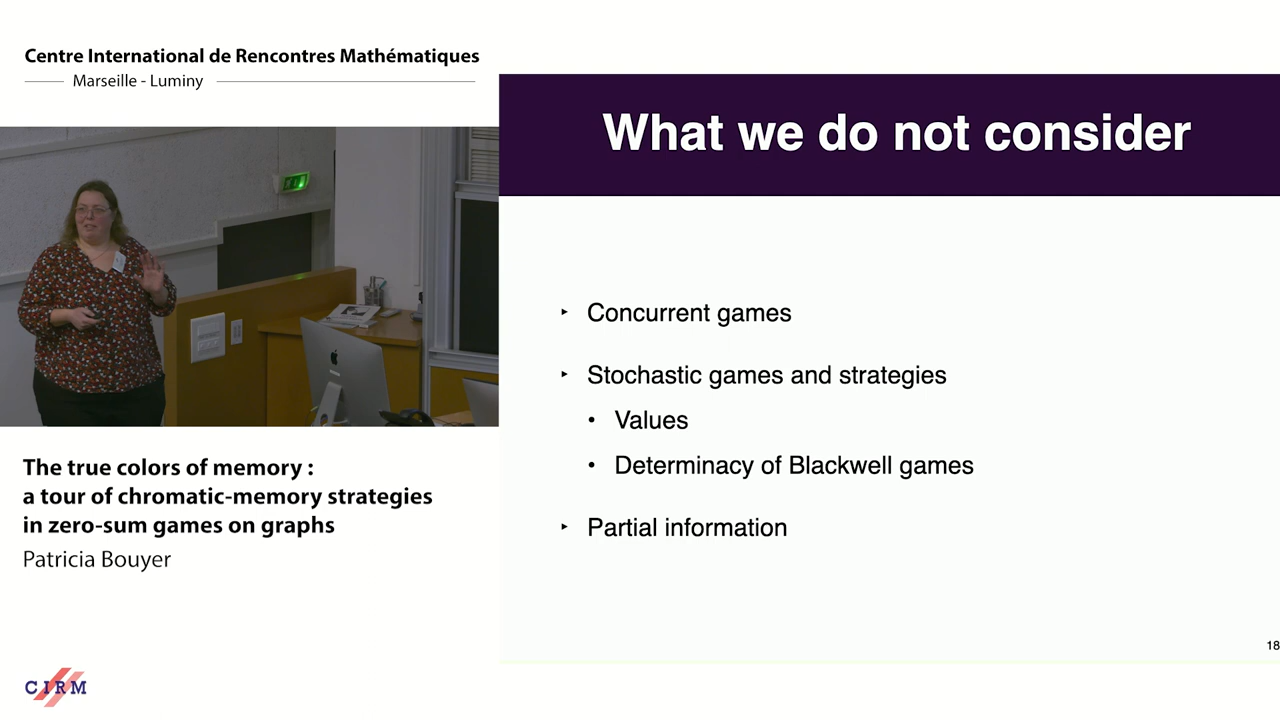 Centre International de Rencontres Mathématiques
Marseille - Luminy
What we do not consider
‣ Concurrent games
‣ Stochastic games and strategies
• Values
• Determinacy of Blackwell games
‣ Partial information
18
The true colors of memory :
a tour of chromatic-memory strategies
in zero-sum games on graphs
Patricia Bouyer
CIRM